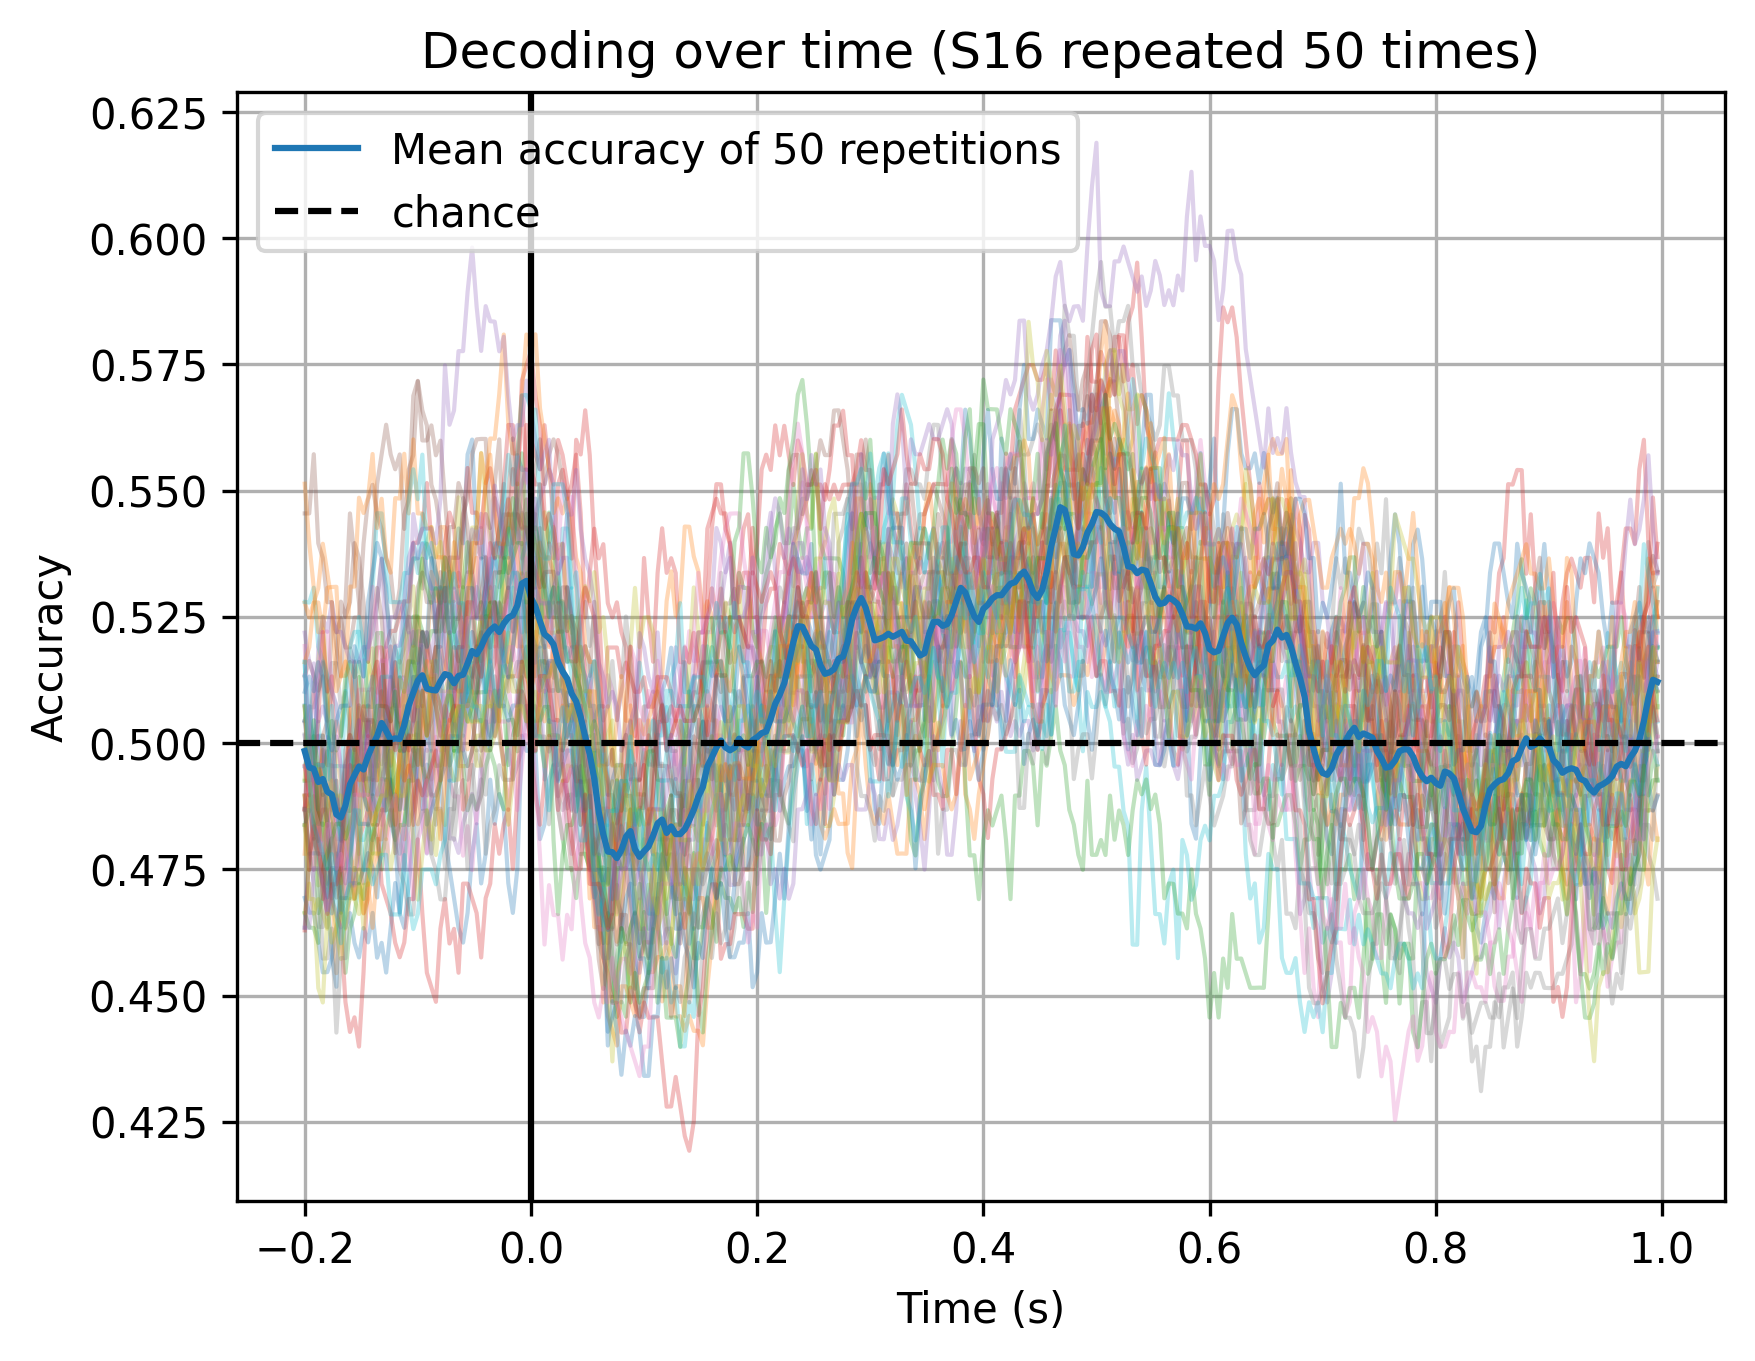 Decoding over time (S16 repeated 50 times)
Mean accuracy of 50 repetitions
chance
0.625
0.600
0.575
0.550
0.525
0.500
0.475
0.450
0.425
Accuracy
−0.2 0.0 0.2 0.4 0.6 0.8 1.0
Time (s)